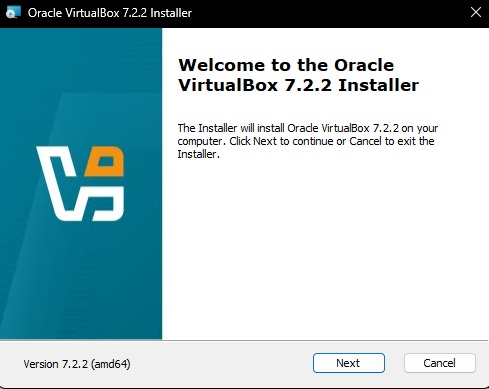 Oracle VirtualBox 7.2.2 Installer
Welcome to the Oracle
VirtualBox 7.2.2 Installer
The Installer will install Oracle VirtualBox 7.2.2 on your
computer. Click Next to continue or Cancel to exit the
Installer.
Version 7.2.2 (amd64)
Next
Cancel